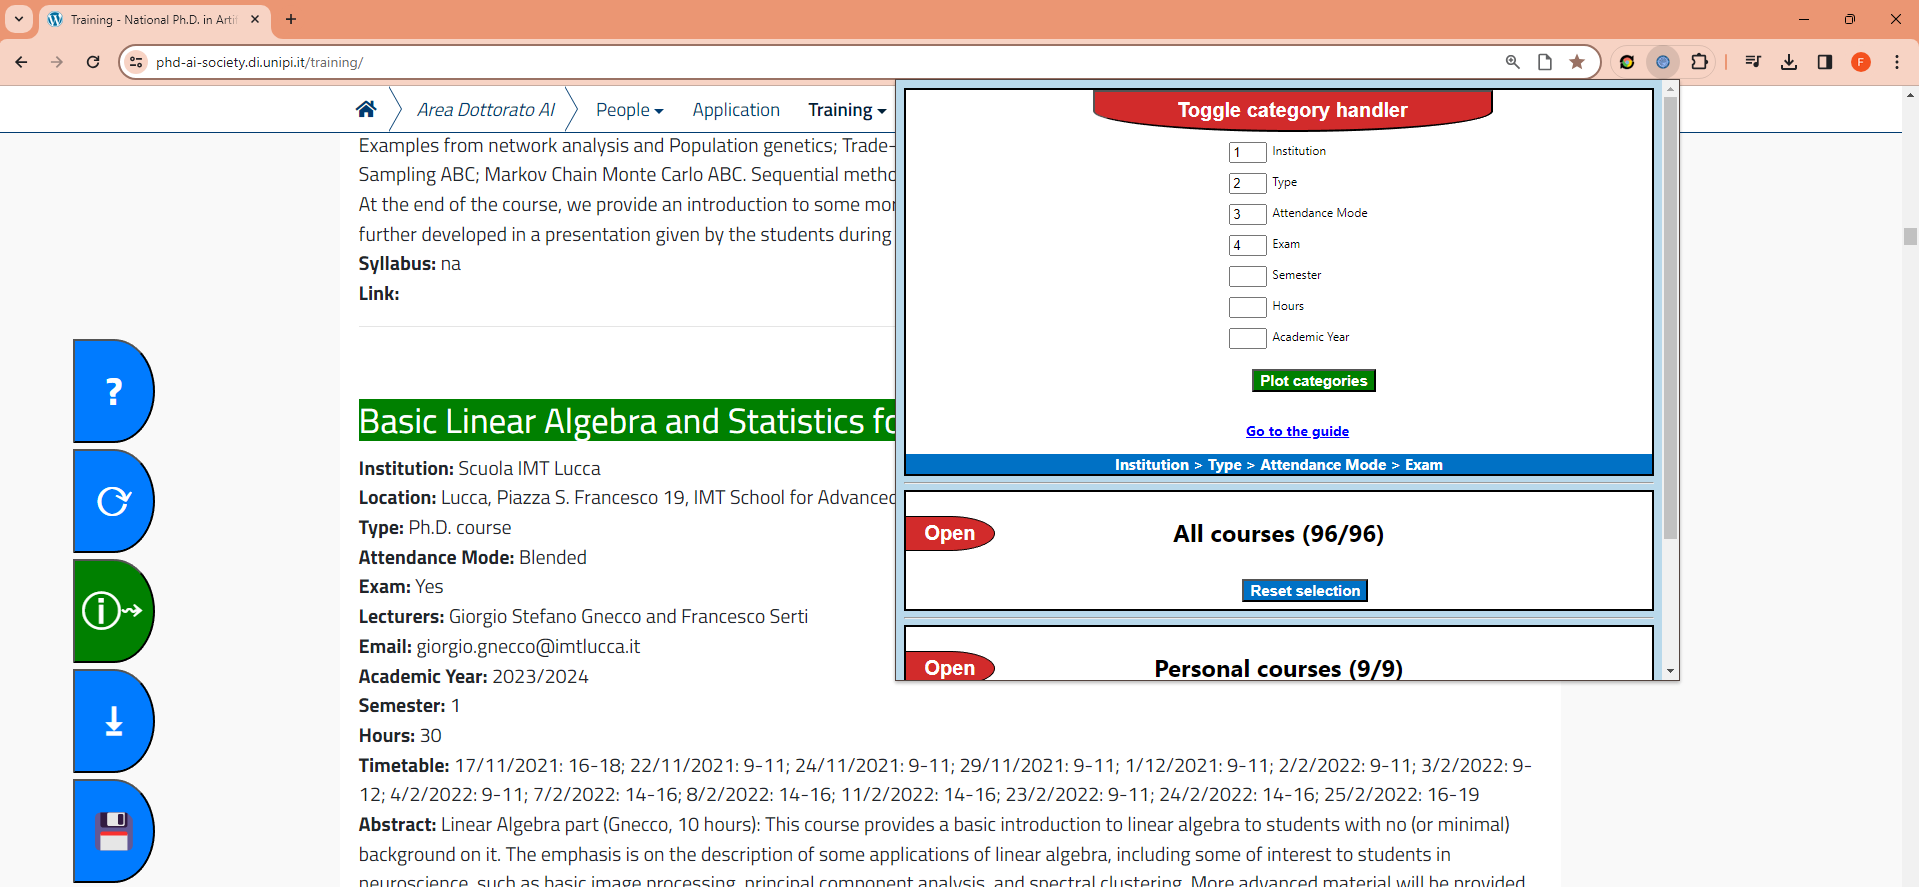 Training - National Ph.D. in Arti
phd-ai-society.di.unipi.it/training/
F
Area Dottorato AI
People
Application
Training
Examples from network analysis and Population genetics; Trade-
Sampling ABC; Markov Chain Monte Carlo ABC. Sequential metho
At the end of the course, we provide an introduction to some mor
further developed in a presentation given by the students during
Syllabus: na
Link:
?
i
Basic Linear Algebra and Statistics fo
Institution: Scuola IMT Lucca
Location: Lucca, Piazza S. Francesco 19, IMT School for Advanced
Type: Ph.D. course
Attendance Mode: Blended
Exam: Yes
Lecturers: Giorgio Stefano Gnecco and Francesco Serti
Email: giorgio.gnecco@imtlucca.it
Academic Year: 2023/2024
Semester: 1
Hours: 30
Timetable: 17/11/2021: 16-18; 22/11/2021: 9-11; 24/11/2021: 9-11; 29/11/2021: 9-11; 1/12/2021: 9-11; 2/2/2022: 9-11; 3/2/2022: 9-
12; 4/2/2022: 9-11; 7/2/2022: 14-16; 8/2/2022: 14-16; 11/2/2022: 14-16; 23/2/2022: 9-11; 24/2/2022: 14-16; 25/2/2022: 16-19
Abstract: Linear Algebra part (Gnecco, 10 hours): This course provides a basic introduction to linear algebra to students with no (or minimal)
background on it. The emphasis is on the description of some applications of linear algebra, including some of interest to students in
neuroscience, such as basic image processing, principal component analysis, and spectral clustering. More advanced material will be provided
Toggle category handler
1 Institution
2 Type
3 Attendance Mode
4 Exam
Semester
Hours
Academic Year
Plot categories
Go to the guide
Institution > Type > Attendance Mode > Exam
Open
All courses (96/96)
Reset selection
Open
Personal courses (9/9)